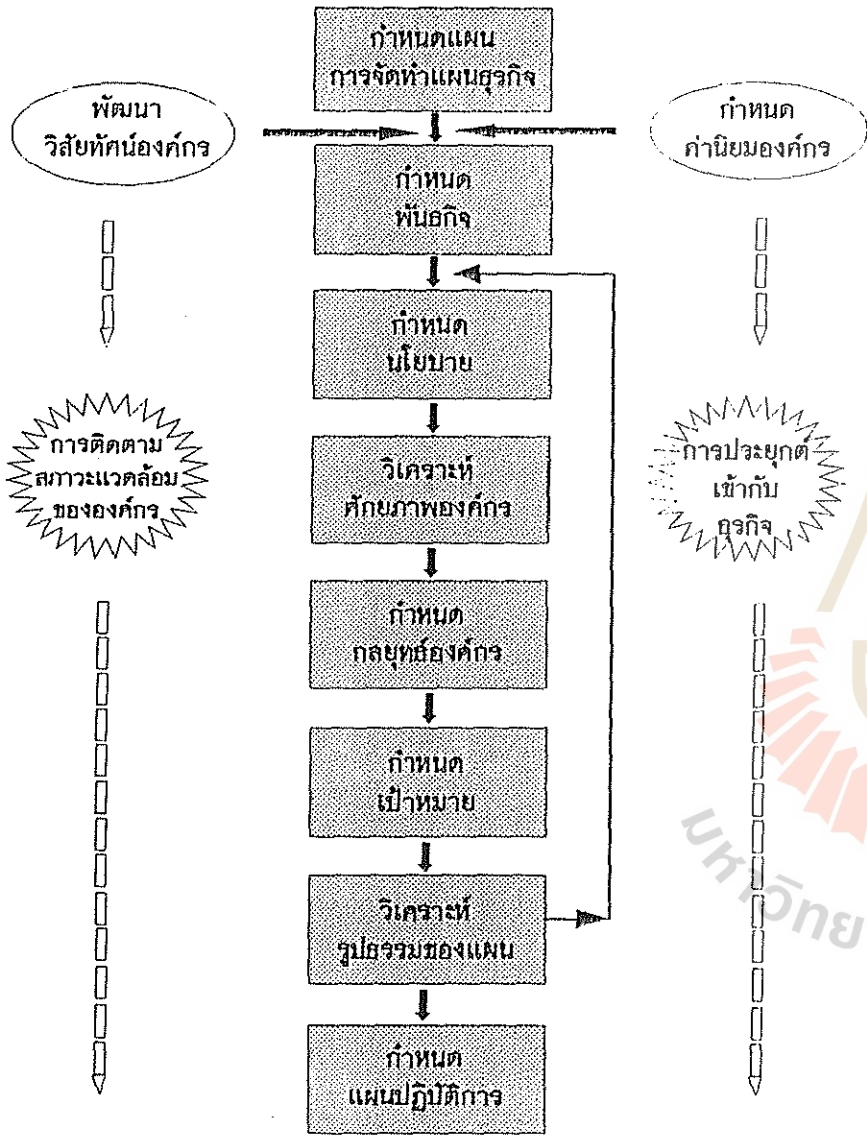 กำหนดแผน
การจัดทำแผนธุรกิจ
พัฒนา
วิสัยทัศน์องค์กร
กำหนด
ค่านิยมองค์กร
กำหนด
พันธกิจ
กำหนด
นโยบาย
การติดตาม
สภาวะแวดล้อม
ขององค์กร
วิเคราะห์
ศักยภาพองค์กร
การประยุกต์
เข้ากับ
ธุรกิจ
กำหนด
กลยุทธ์องค์กร
กำหนด
เป้าหมาย
วิเคราะห์
รูปธรรมของแผน
มหาวิทย
กำหนด
แผนปฏิบัติการ